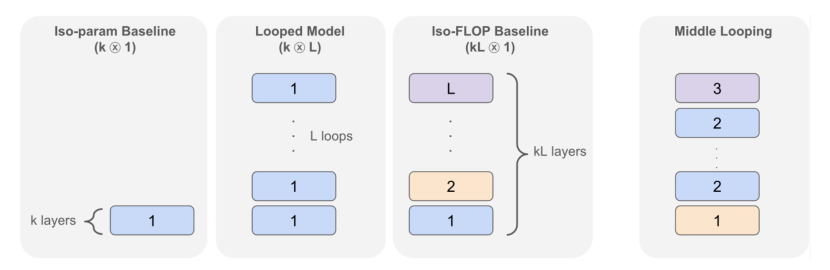 Iso-param Baseline
(k ⊗ 1)
k layers
1
Looped Model
(k ⊗ L)
1
L loops
1
1
Iso-FLOP Baseline
(kL ⊗ 1)
L
2
1
kL layers
Middle Looping
3
2
2
1